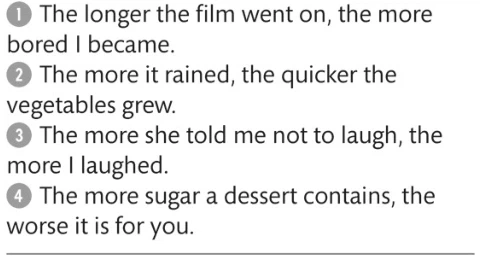 1 The longer the film went on, the more
bored I became.
2 The more it rained, the quicker the
vegetables grew.
3 The more she told me not to laugh, the
more I laughed.
4 The more sugar a dessert contains, the
worse it is for you.